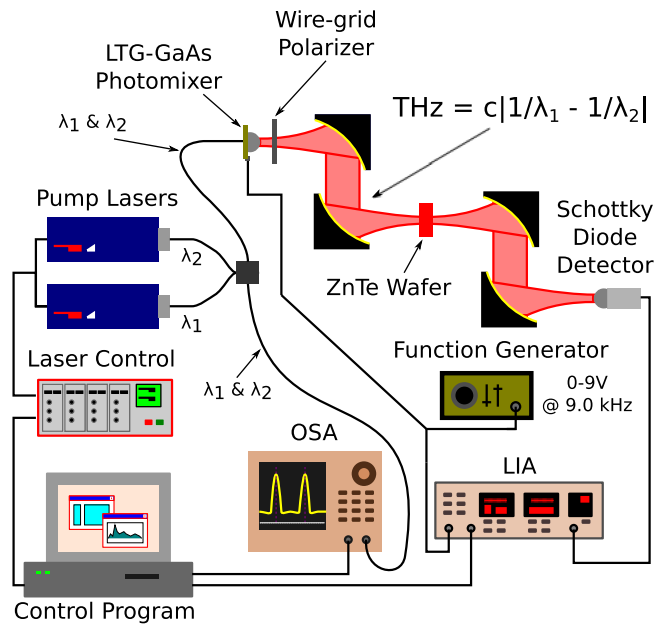 Wire-grid
Polarizer
LTG-GaAs
Photomixer
λ1 & λ2
THz = c|1/λ1 - 1/λ2|
Pump Lasers
λ2
λ1
ZnTe Wafer
Schottky
Diode
Detector
Laser Control
λ1 & λ2
Function Generator
0-9V
@ 9.0 kHz
OSA
LIA
Control Program